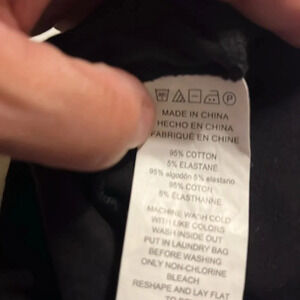 MADE IN CHINA
HECHO EN CHINA
FABRIQUÉ EN CHINE
95% COTTON
5% ELASTANE
95% algodón 5% elastano
95% COTON
5% ÉLASTHANNE
MACHINE WASH COLD
WITH LIKE COLORS
WASH INSIDE OUT
PUT IN LAUNDRY BAG
BEFORE WASHING
ONLY NON-CHLORINE
BLEACH
RESHAPE AND LAY FLAT
TO